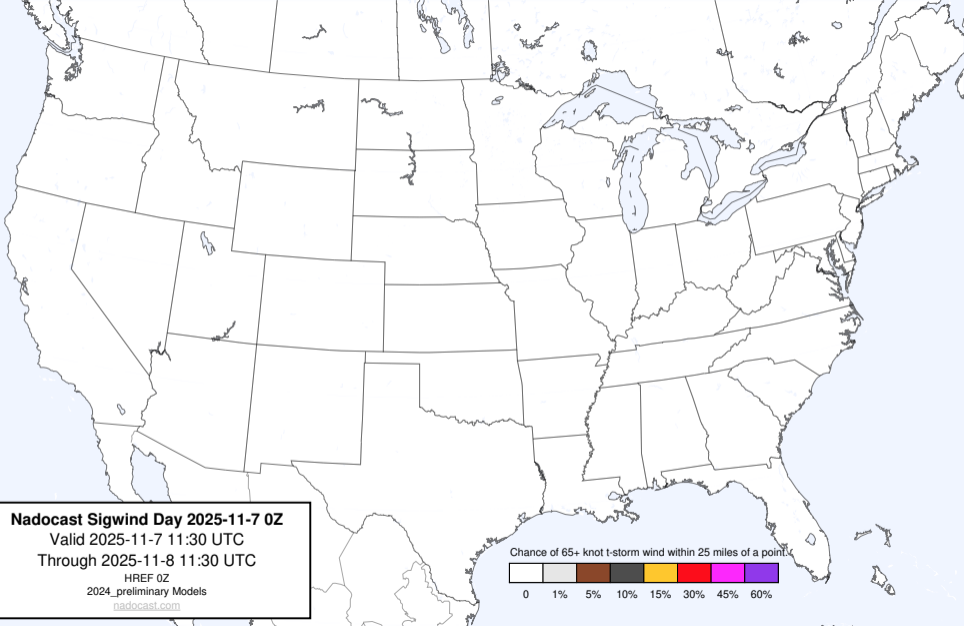 Nadocast Sigwind Day 2025-11-7 0Z
Valid 2025-11-7 11:30 UTC
Through 2025-11-8 11:30 UTC
HREF 0Z
2024_preliminary Models
nadocast.com
Chance of 65+ knot t-storm wind within 25 miles of a point.
0 1% 5% 10% 15% 30% 45% 60%